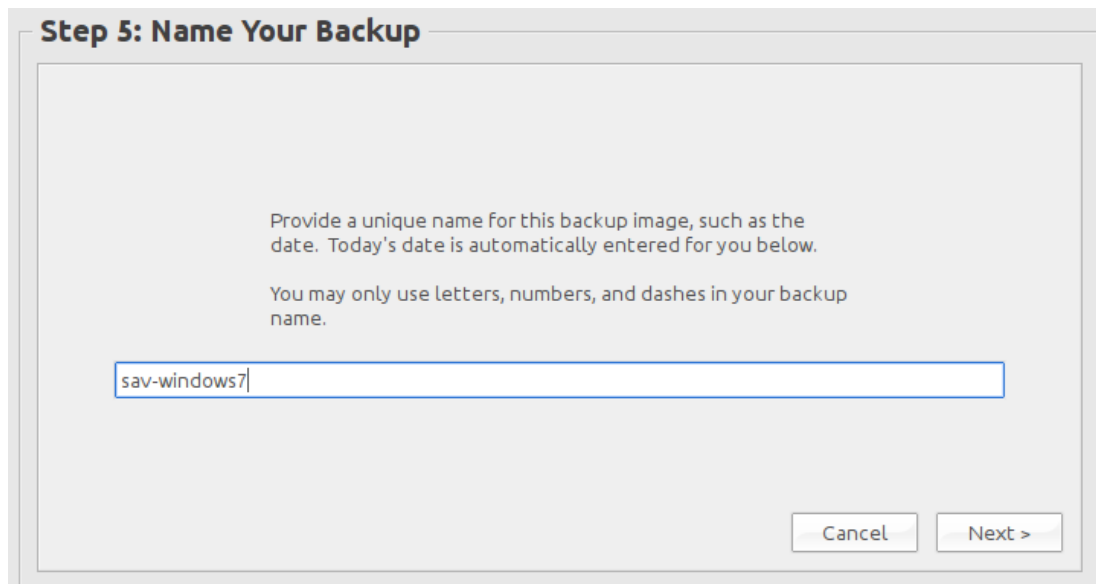 Step 5: Name Your Backup
Provide a unique name for this backup image, such as the
date.  Today's date is automatically entered for you below.
You may only use letters, numbers, and dashes in your backup
name.
sav-windows7
Cancel
Next >